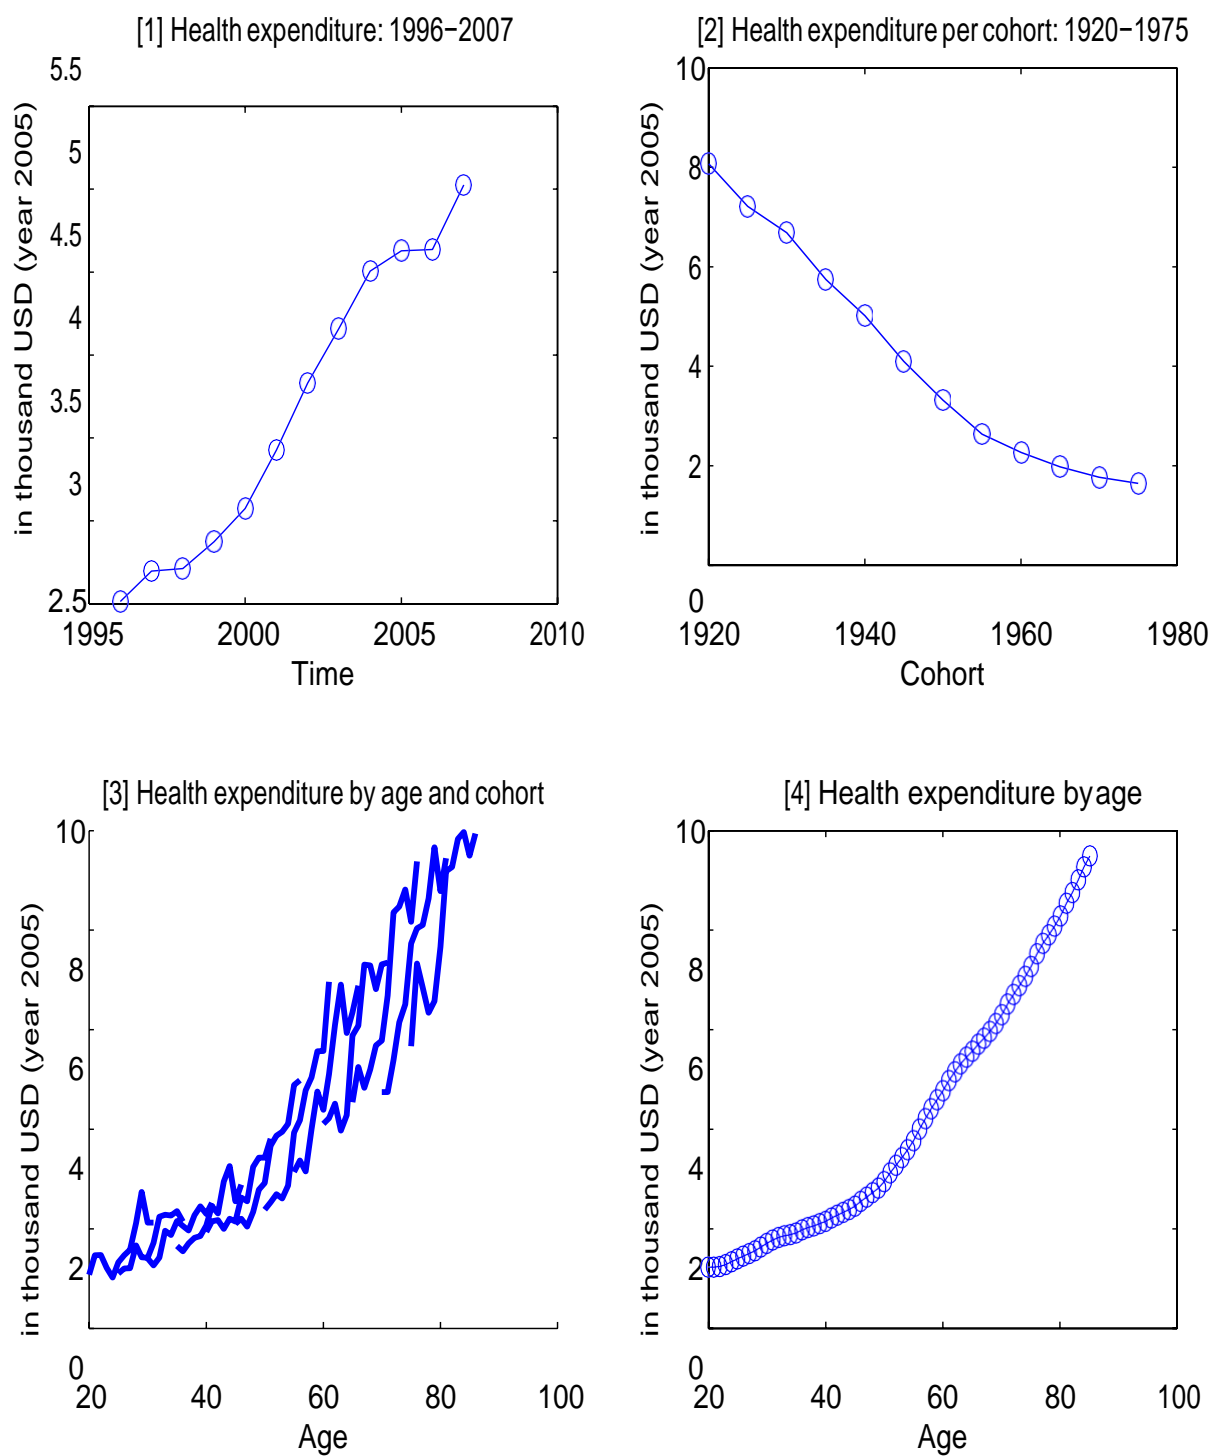 [1] Health expenditure: 1996−2007
5.5
5
4.5
4
3.5
3
2.5
in thousand USD (year 2005)
1995 2000 2005 2010
Time
[2] Health expenditure per cohort: 1920−1975
10
8
6
4
2
0
in thousand USD (year 2005)
1920 1940 1960 1980
Cohort
[3] Health expenditure by age and cohort
10
8
6
4
2
0
in thousand USD (year 2005)
20 40 60 80 100
Age
[4] Health expenditure by age
10
8
6
4
2
0
in thousand USD (year 2005)
20 40 60 80 100
Age